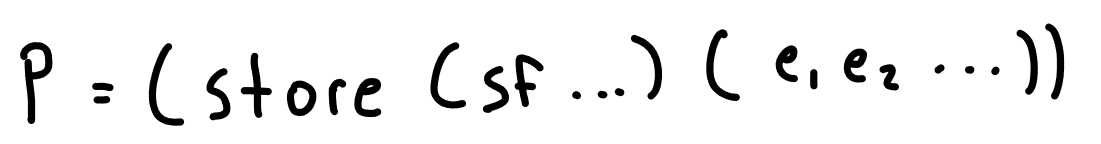 P = (store (sf ...) (e₁ e₂ ...))